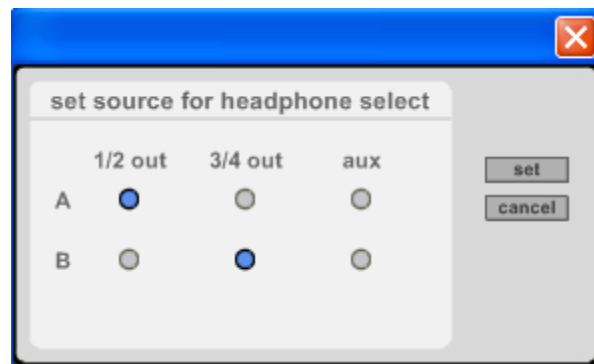 set source for headphone select
1/2 out 3/4 out aux
A
set
cancel
B